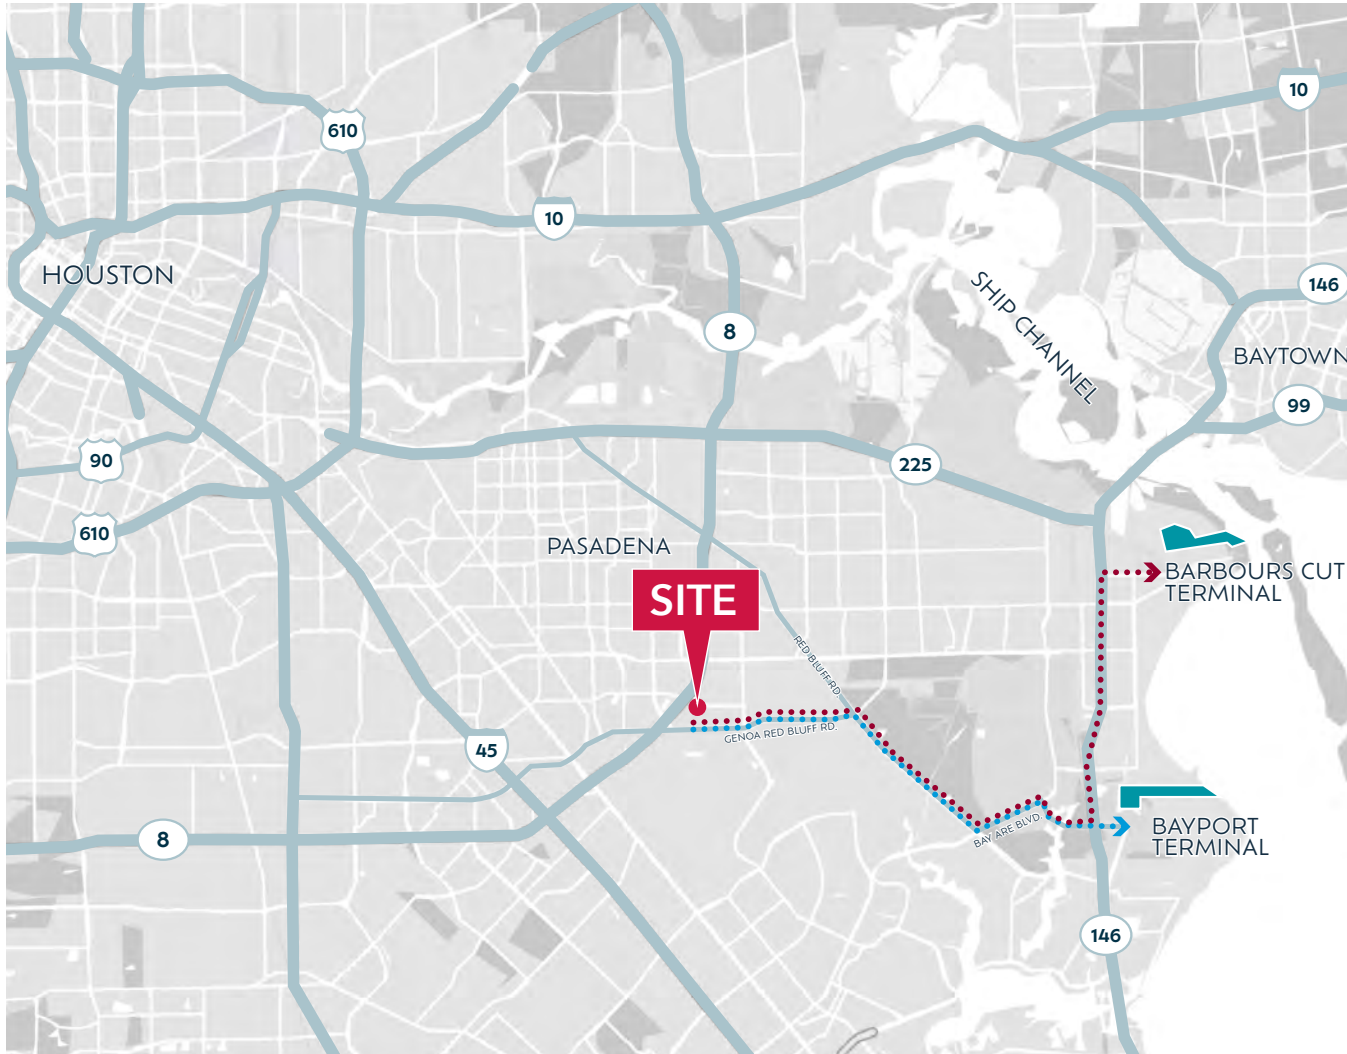 10
610
10
HOUSTON
SHIP CHANNEL
146
8
BAYTOWN
99
90
225
610
PASADENA
BARBOURS CUT
TERMINAL
SITE
RED BLUFF RD.
GENOA RED BLUFF RD.
45
BAY ARE BLVD.
BAYPORT
TERMINAL
8
146